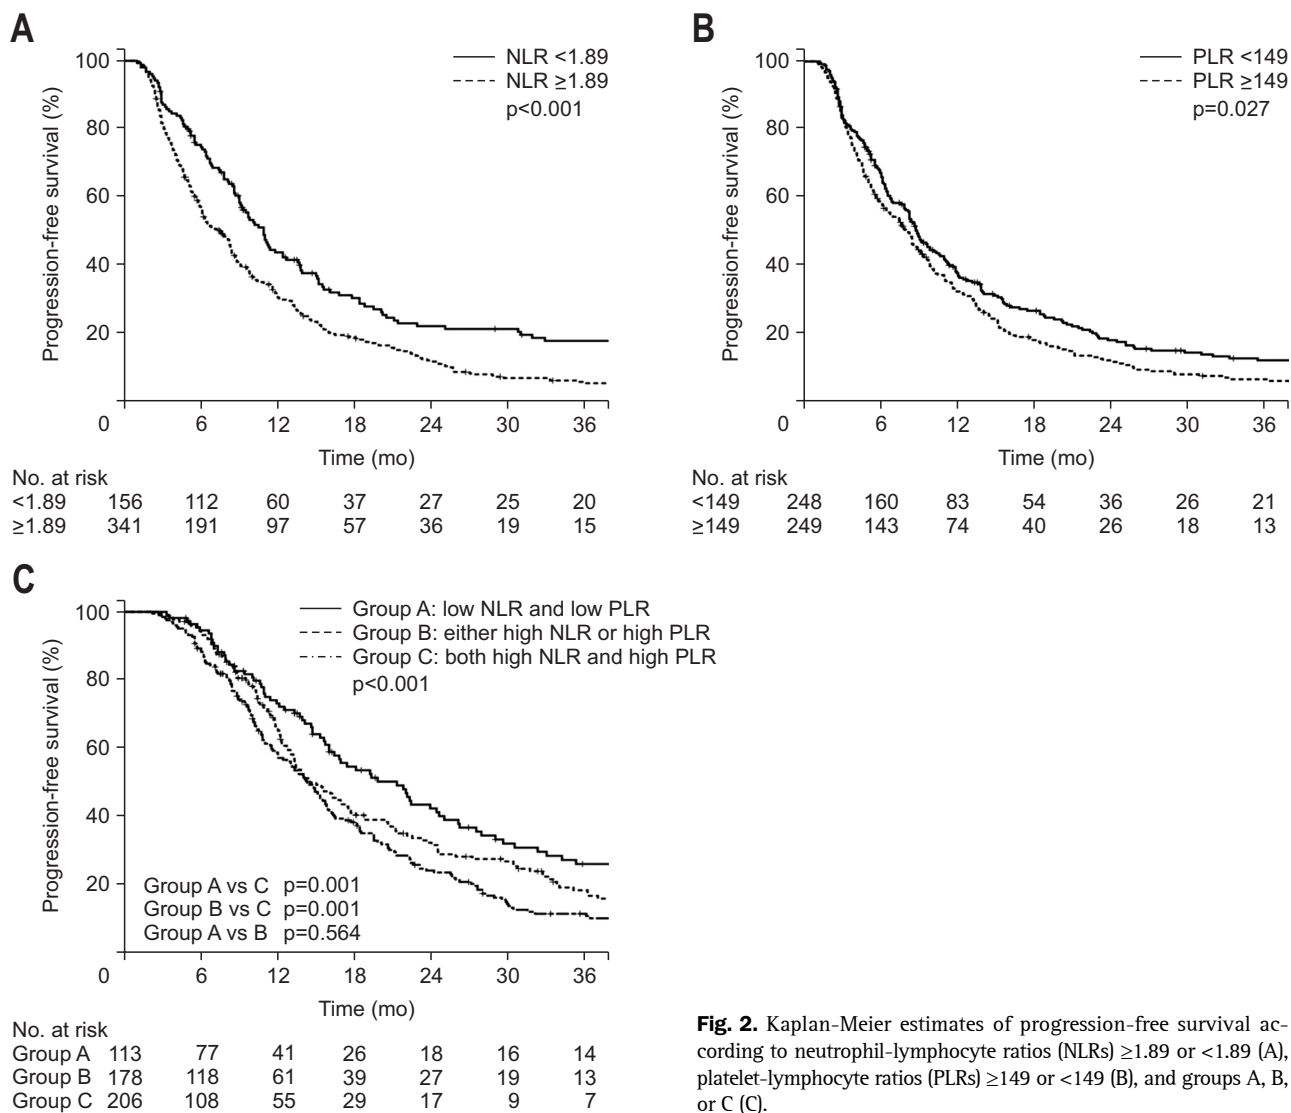 A
100
80
60
40
20
0
6
12
18
24
30
36
Progression-free survival (%)
Time (mo)
NLR <1.89
NLR ≥1.89
p<0.001
No. at risk
<1.89 156 112 60 37 27 25 20
≥1.89 341 191 97 57 36 19 15
B
100
80
60
40
20
0
6
12
18
24
30
36
Progression-free survival (%)
Time (mo)
PLR <149
PLR ≥149
p=0.027
No. at risk
<149 248 160 83 54 36 26 21
≥149 249 143 74 40 26 18 13
C
100
80
60
40
20
0
6
12
18
24
30
36
Progression-free survival (%)
Time (mo)
Group A: low NLR and low PLR
Group B: either high NLR or high PLR
Group C: both high NLR and high PLR
p<0.001
Group A vs C p=0.001
Group B vs C p=0.001
Group A vs B p=0.564
No. at risk
Group A 113 77 41 26 18 16 14
Group B 178 118 61 39 27 19 13
Group C 206 108 55 29 17 9 7
Fig. 2. Kaplan-Meier estimates of progression-free survival ac-
cording to neutrophil-lymphocyte ratios (NLRs) ≥1.89 or <1.89 (A),
platelet-lymphocyte ratios (PLRs) ≥149 or <149 (B), and groups A, B,
or C (C).